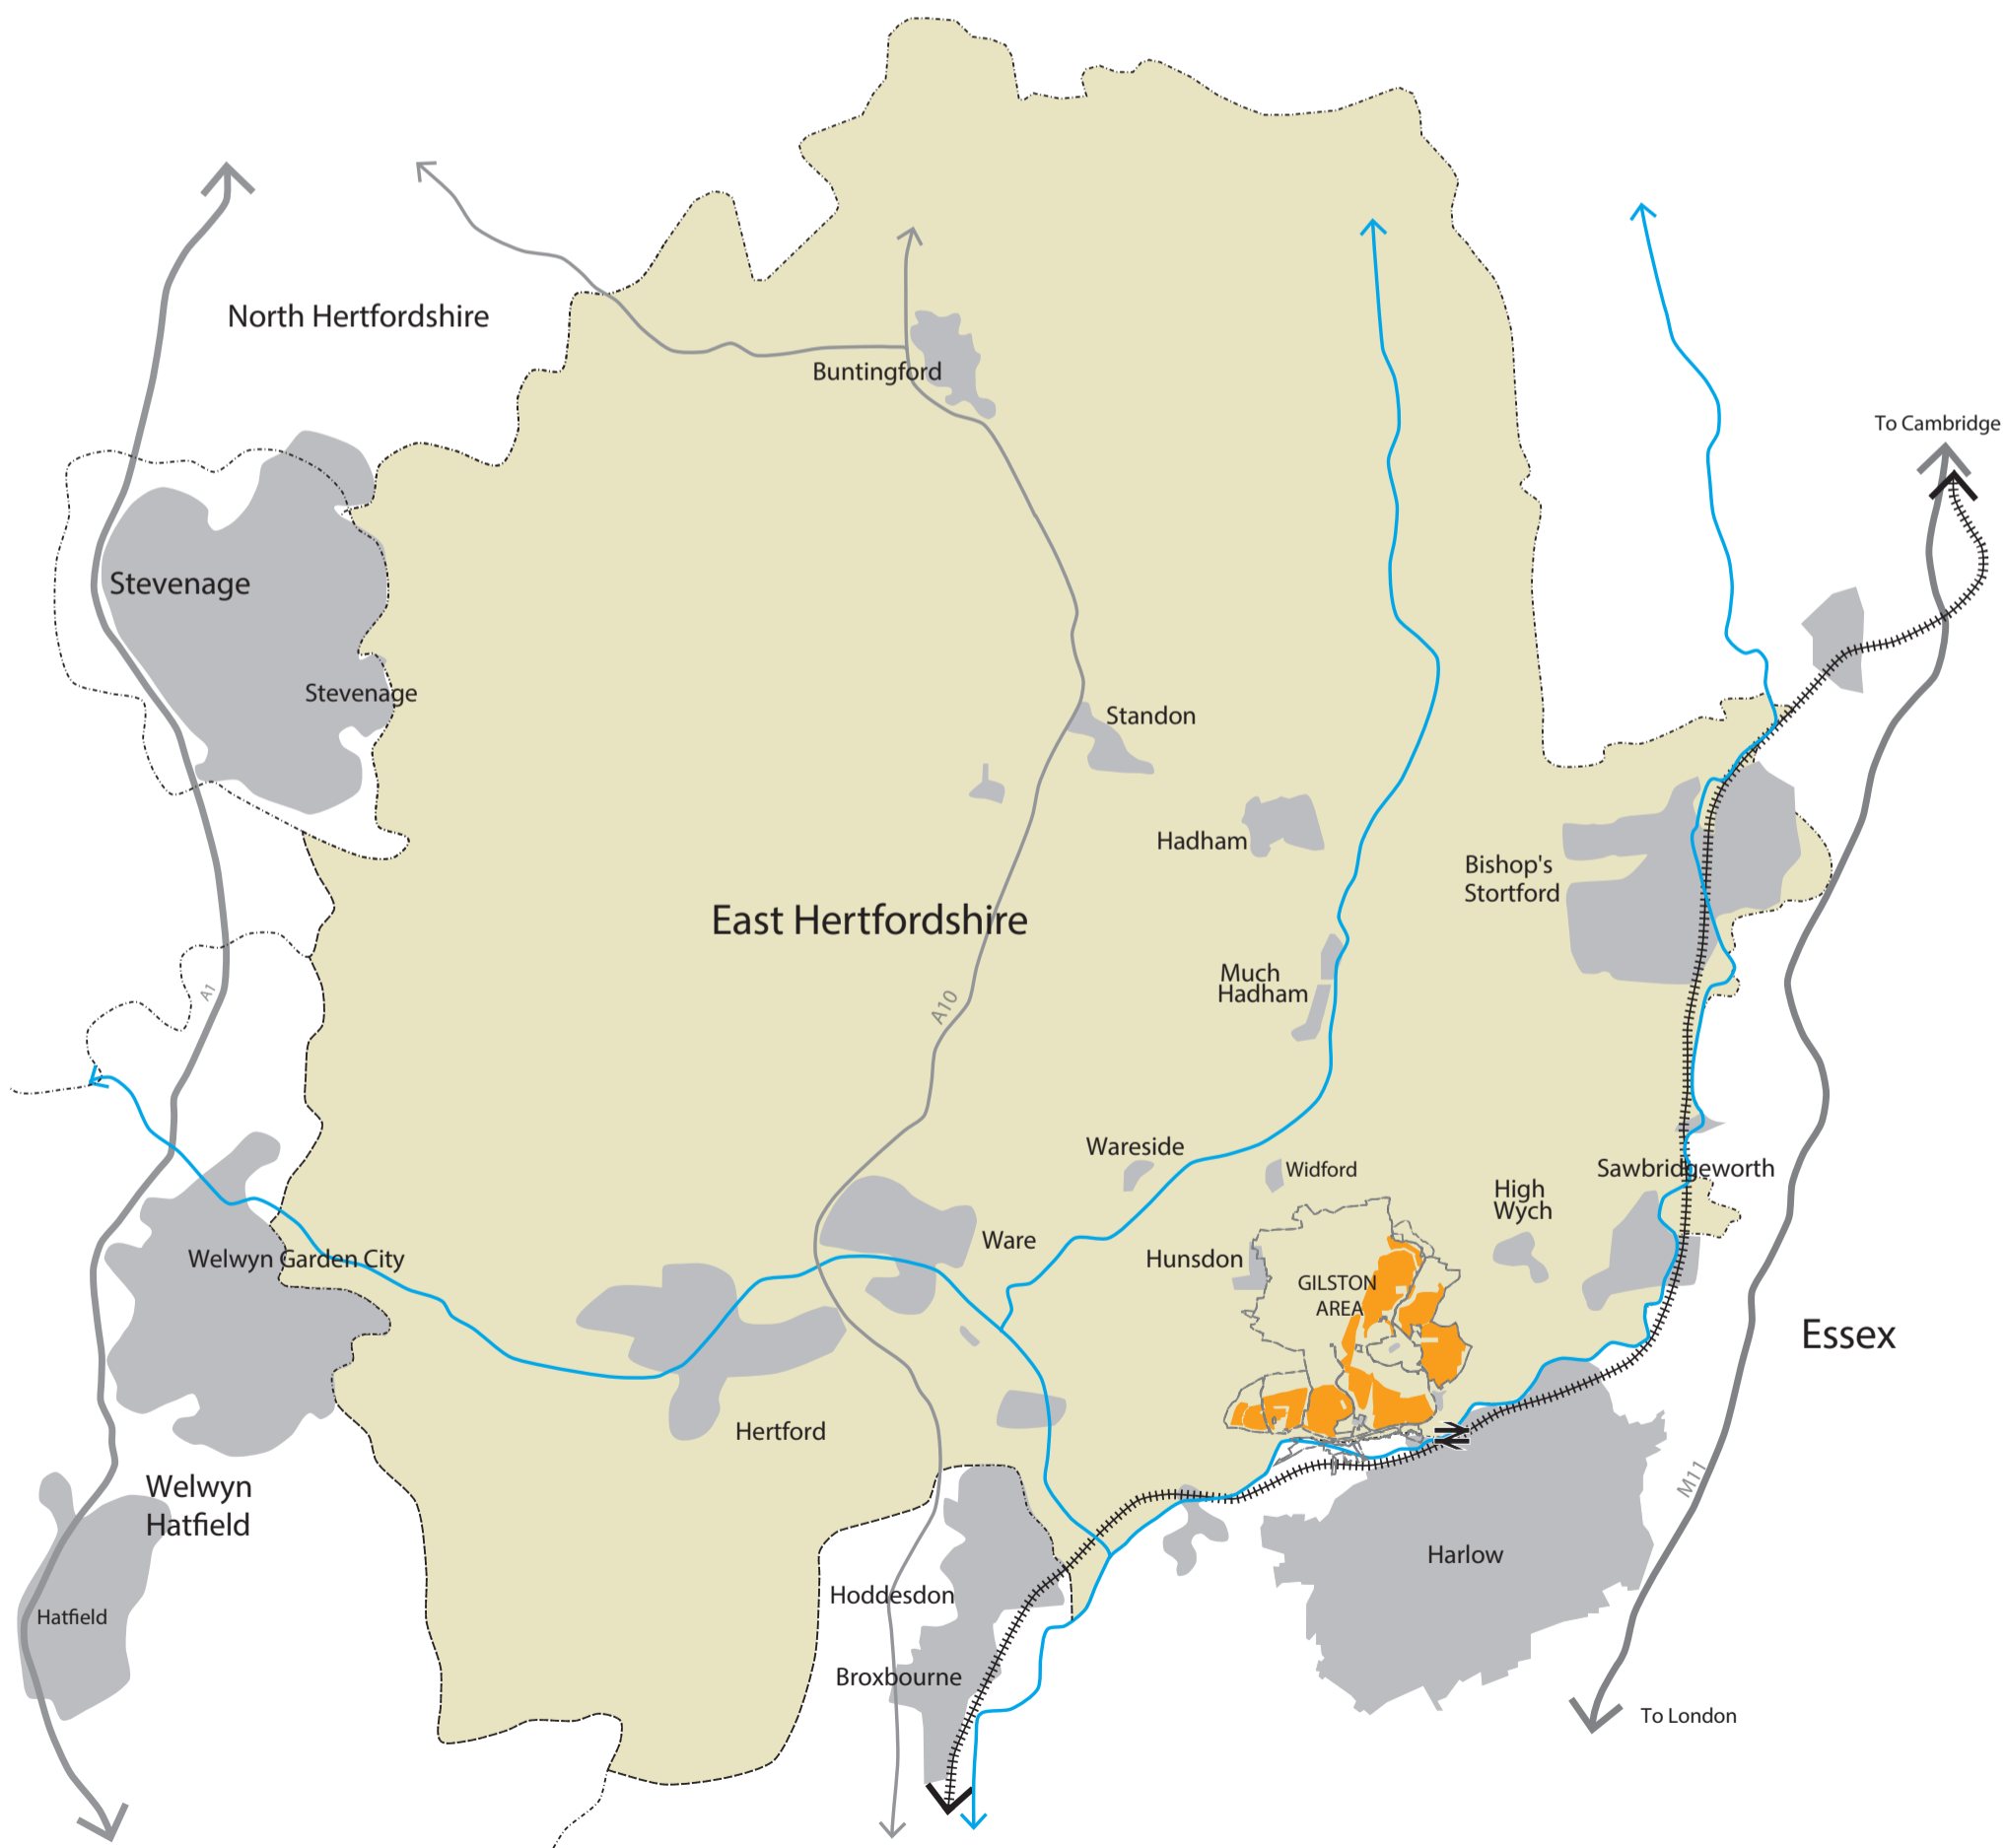 North Hertfordshire
Buntingford
To Cambridge
Stevenage
Stevenage
Standon
Hadham
Bishop's
Stortford
East Hertfordshire
Much
Hadham
A1
A10
Wareside
Widford
Sawbridgeworth
High
Wych
Ware
Welwyn Garden City
Hunsdon
GILSTON
AREA
Essex
Hertford
Welwyn
Hatfield
M11
Harlow
Hoddesdon
Hatfield
Broxbourne
To London